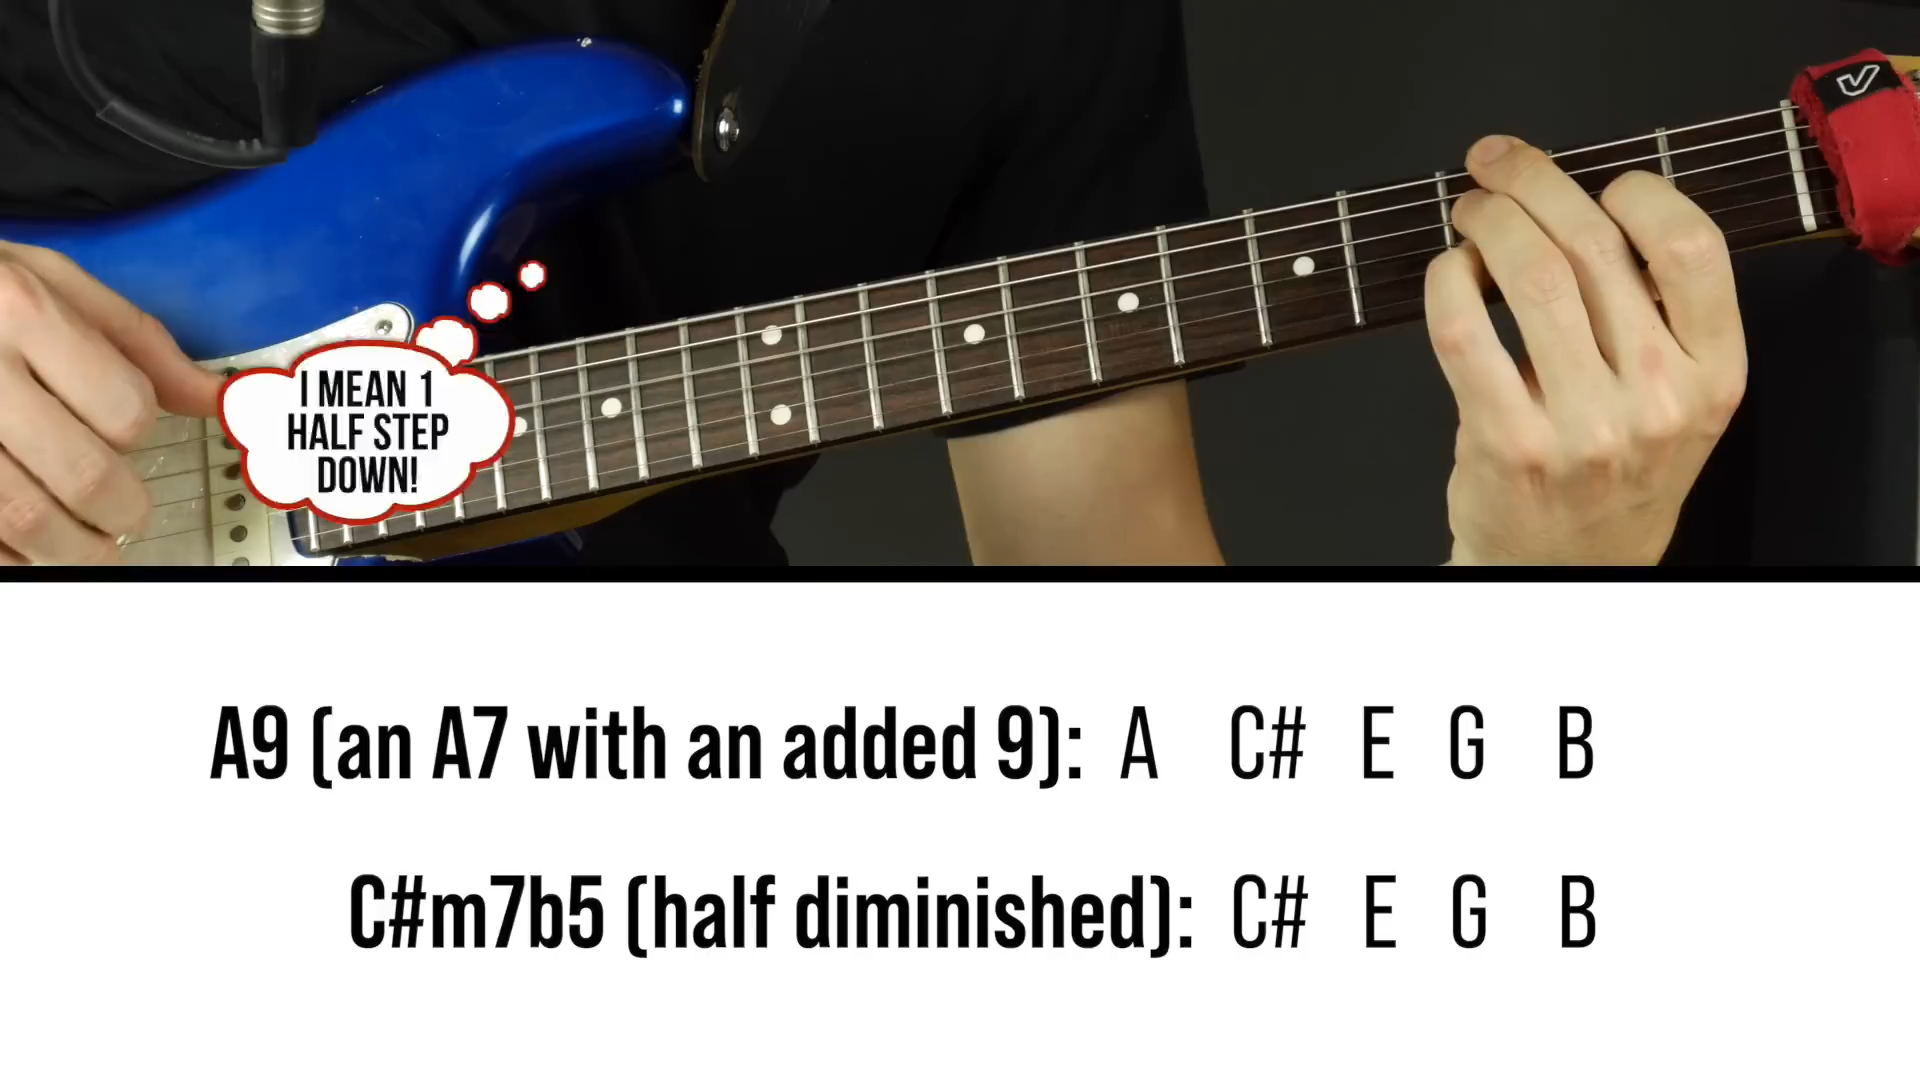 I MEAN 1
HALF STEP
DOWN!
A9 (an A7 with an added 9): A C# E G B
C#m7b5 (half diminished): C# E G B